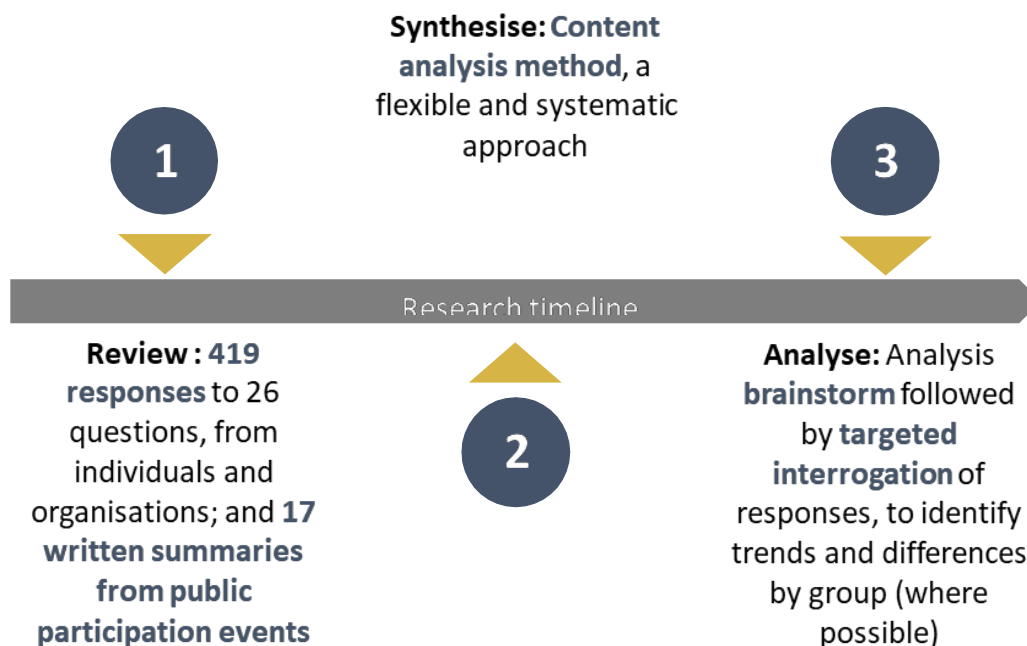 1
Review : 419
responses to 26
questions, from
individuals and
organisations; and 17
written summaries
from public
participation events
Synthesise: Content
analysis method, a
flexible and systematic
approach
2
3
Analyse: Analysis
brainstorm followed
by targeted
interrogation of
responses, to identify
trends and differences
by group (where
possible)
Research timeline